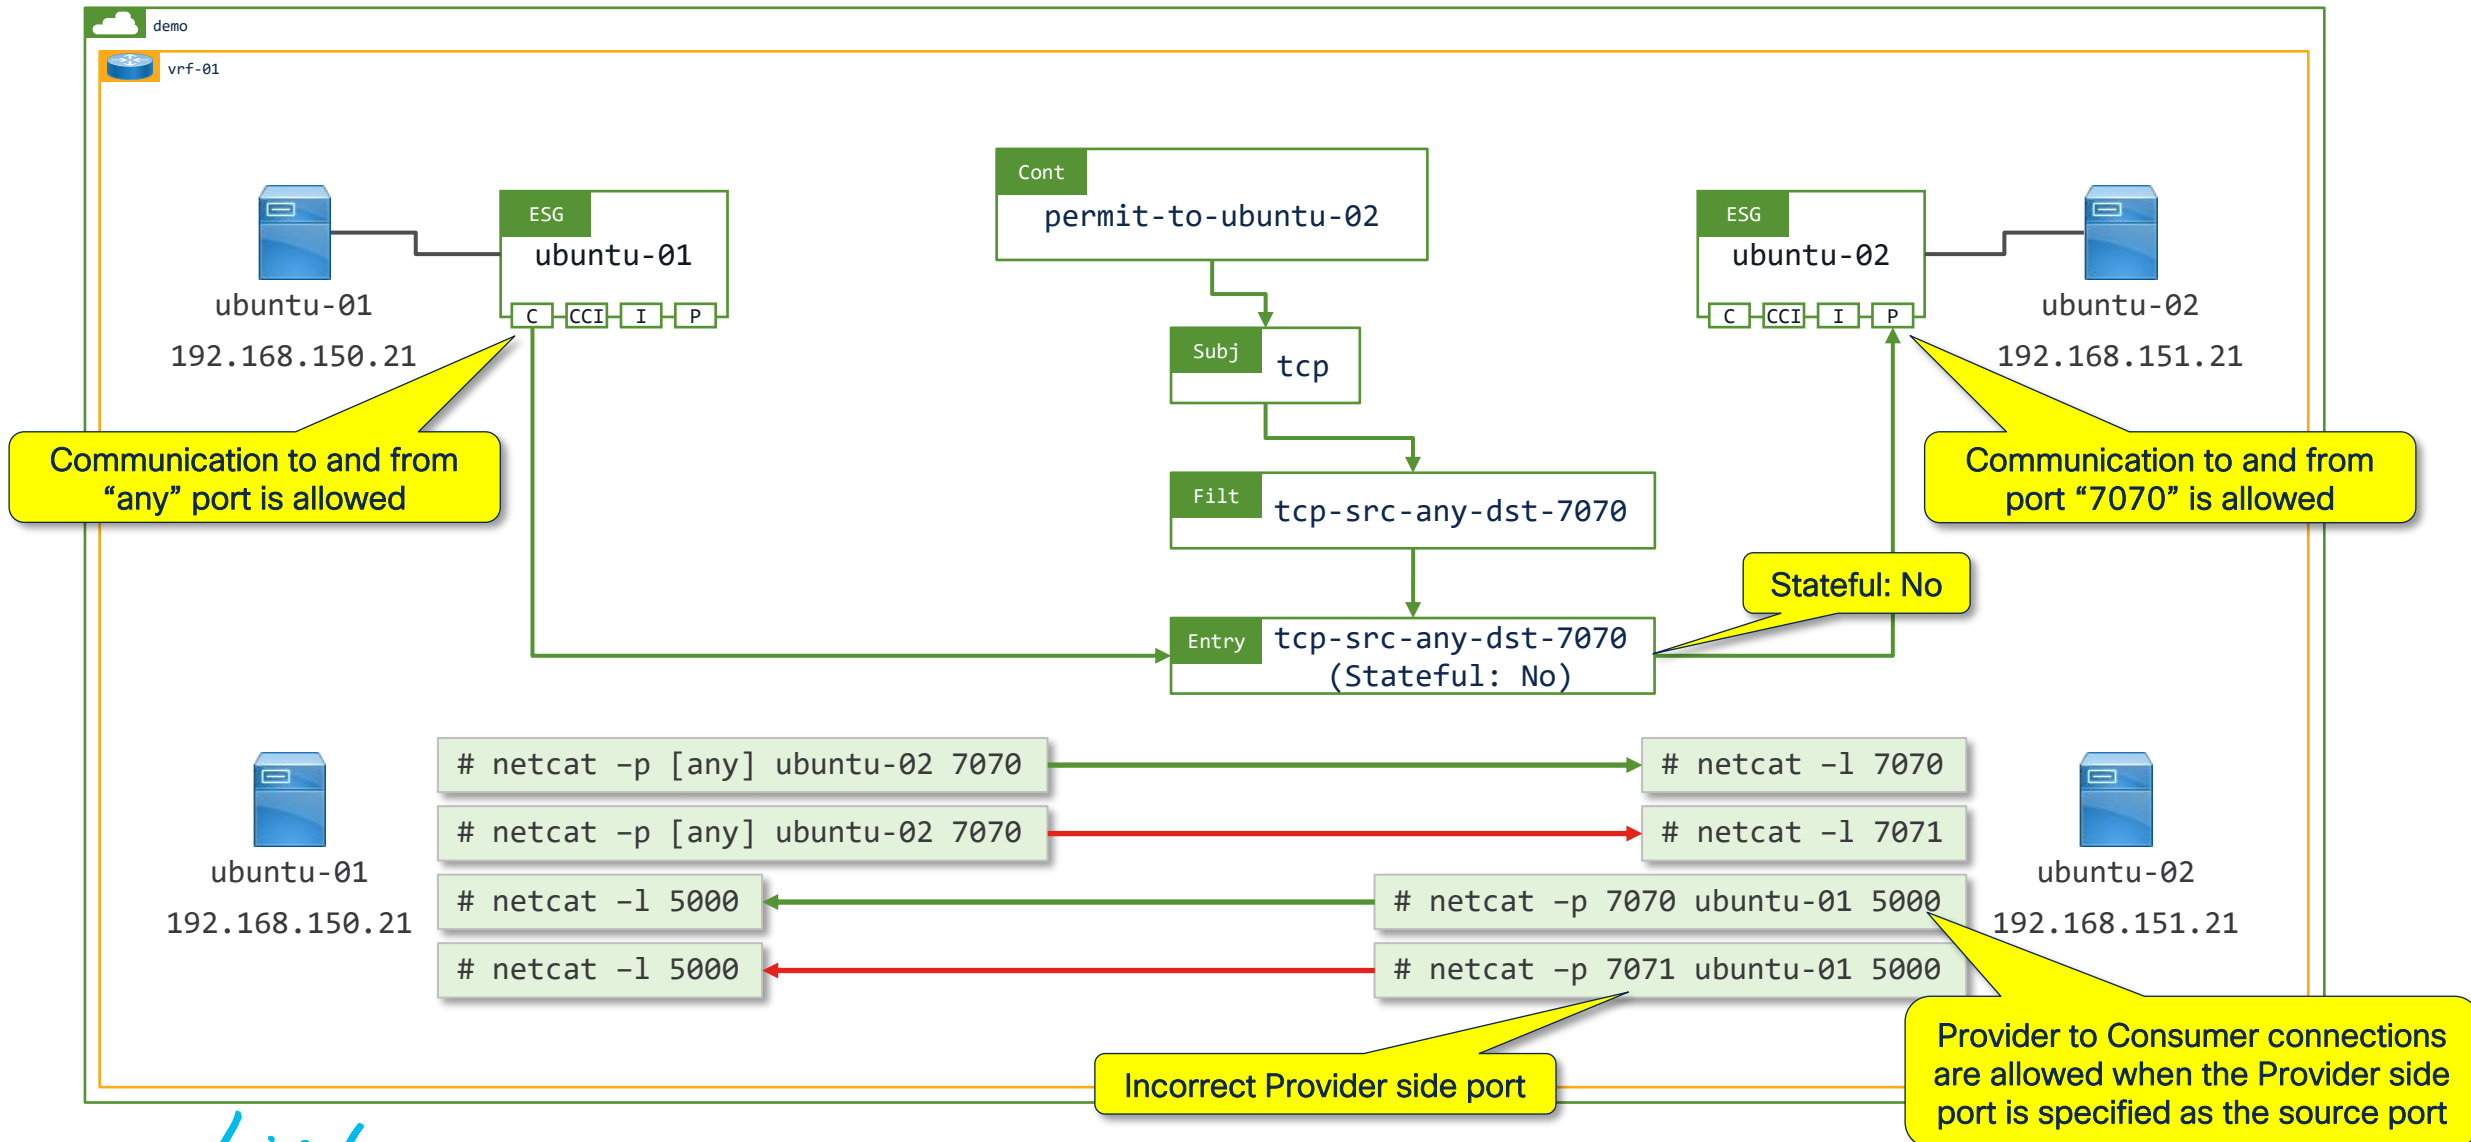 demo
vrf-01
Cont
permit-to-ubuntu-02
ESG
ubuntu-01
C
CCI
I
P
ESG
ubuntu-02
C
CCI
I
P
ubuntu-01
192.168.150.21
ubuntu-02
192.168.151.21
Subj
tcp
Communication to and from
“any” port is allowed
Communication to and from
port “7070” is allowed
Filt
tcp-src-any-dst-7070
Stateful: No
Entry
tcp-src-any-dst-7070
(Stateful: No)
# netcat –p [any] ubuntu-02 7070
# netcat –l 7070
# netcat –p [any] ubuntu-02 7070
# netcat –l 7071
ubuntu-01
192.168.150.21
# netcat –l 5000
# netcat –p 7070 ubuntu-01 5000
ubuntu-02
192.168.151.21
# netcat –l 5000
# netcat –p 7071 ubuntu-01 5000
Incorrect Provider side port
Provider to Consumer connections
are allowed when the Provider side
port is specified as the source port